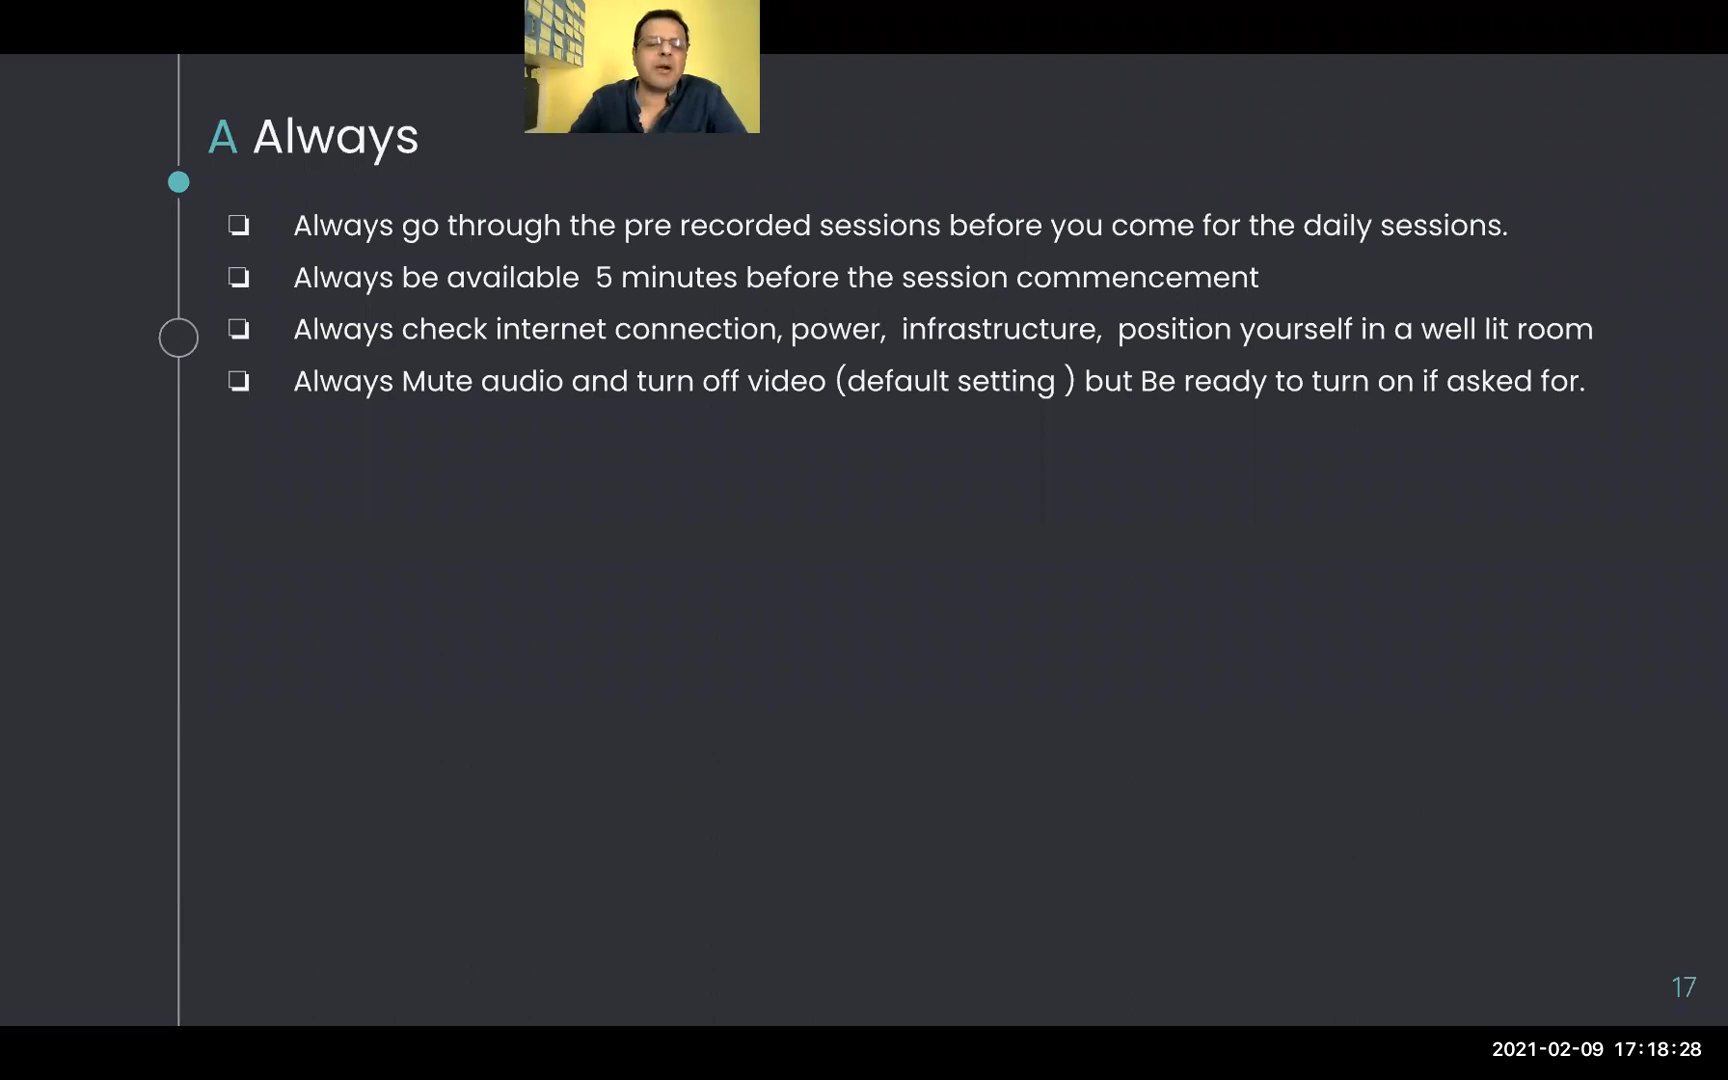 A Always
Always go through the pre recorded sessions before you come for the daily sessions.
Always be available 5 minutes before the session commencement
Always check internet connection, power, infrastructure, position yourself in a well lit room
Always Mute audio and turn off video (default setting ) but Be ready to turn on if asked for.
17
2021-02-09 17:18:28